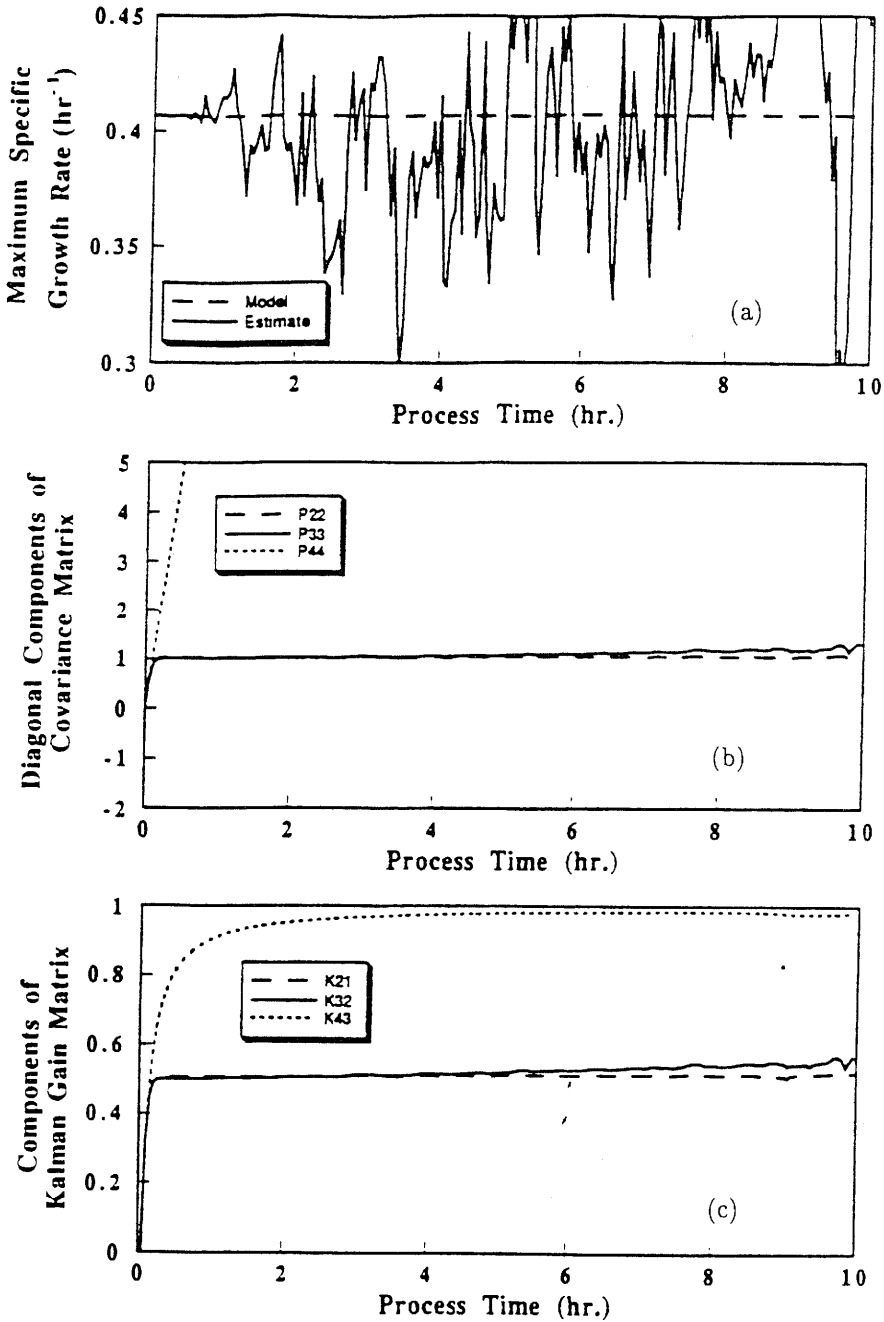 Maximum Specific
Growth Rate (hr⁻¹)
0.45
0.4
0.35
0.3
Model
Estimate
(a)
0 2 4 6 8 10
Process Time (hr.)
Diagonal Components of
Covariance Matrix
5
4
3
2
1
0
-1
-2
P22
P33
P44
(b)
0 2 4 6 8 10
Process Time (hr.)
Components of
Kalman Gain Matrix
1
0.8
0.6
0.4
0.2
0
K21
K32
K43
(c)
0 2 4 6 8 10
Process Time (hr.)